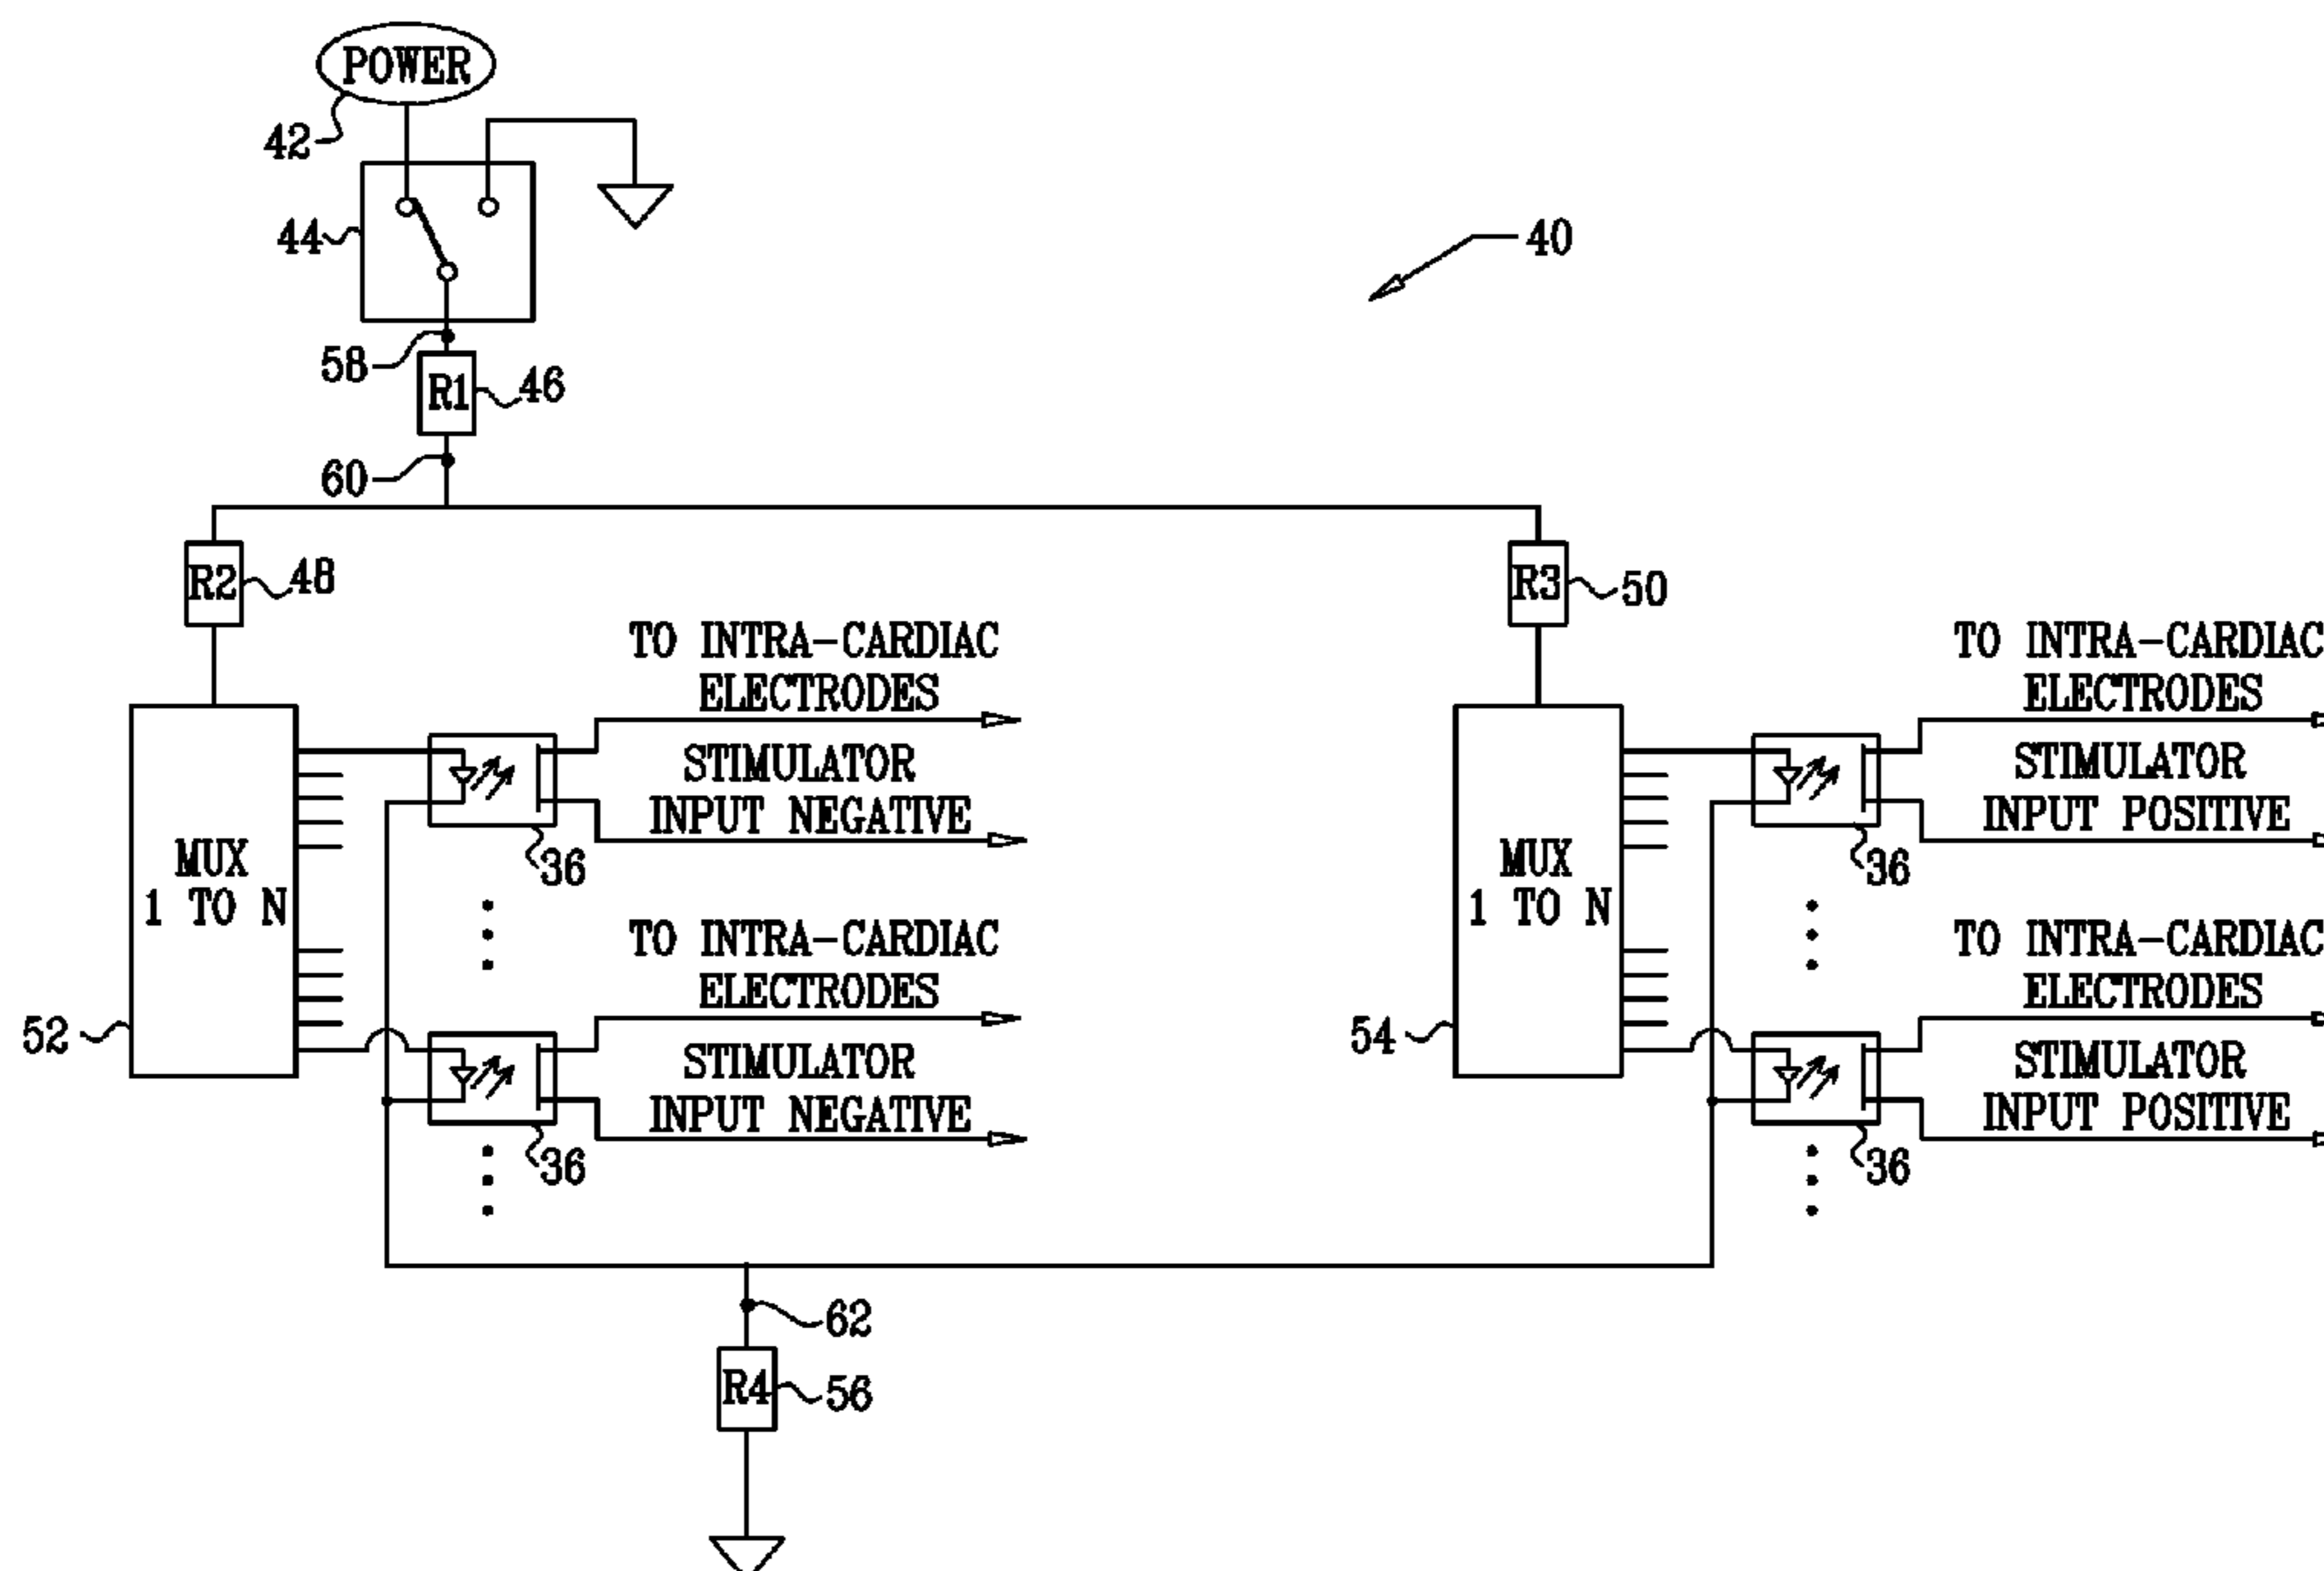 POWER
42
44
40
58
R1
46
60
R2
48
R3
50
TO INTRA-CARDIAC
ELECTRODES
STIMULATOR
INPUT NEGATIVE
36
MUX
1 TO N
52
TO INTRA-CARDIAC
ELECTRODES
STIMULATOR
INPUT NEGATIVE
36
TO INTRA-CARDIAC
ELECTRODES
STIMULATOR
INPUT POSITIVE
36
MUX
1 TO N
54
TO INTRA-CARDIAC
ELECTRODES
STIMULATOR
INPUT POSITIVE
36
62
R4
56